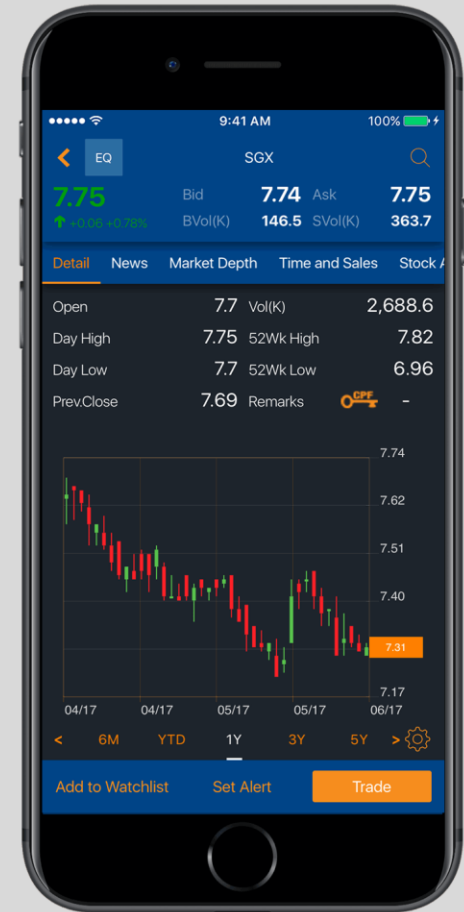 9:41 AM 100%
EQ SGX
7.75 Bid 7.74 Ask 7.75
+0.06 +0.78% BVol(K) 146.5 SVol(K) 363.7
Detail News Market Depth Time and Sales Stock A
Open 7.7 Vol(K) 2,688.6
Day High 7.75 52Wk High 7.82
Day Low 7.7 52Wk Low 6.96
Prev.Close 7.69 Remarks CPF -
7.74
7.62
7.51
7.40
7.31
7.17
04/17 04/17 05/17 05/17 06/17
< 6M YTD 1Y 3Y 5Y >
Add to Watchlist Set Alert Trade